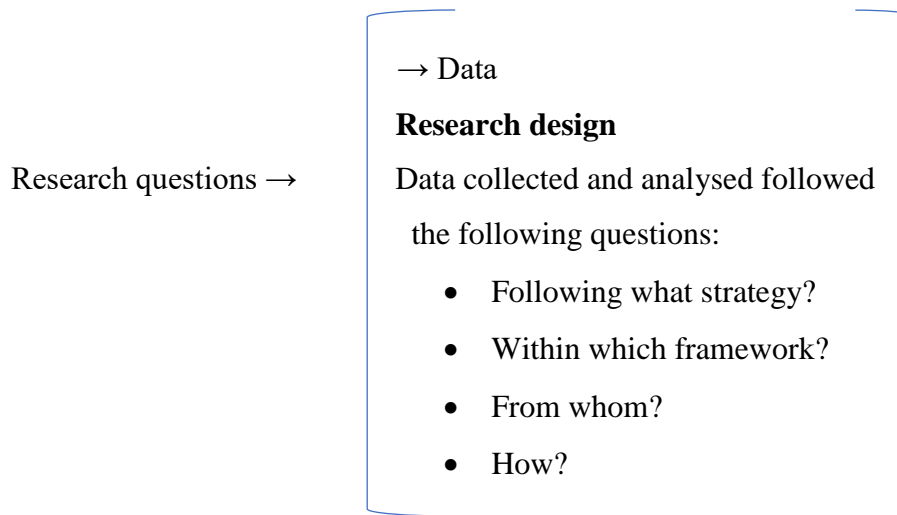 → Data
Research design
Research questions →
Data collected and analysed followed
the following questions:
• Following what strategy?
• Within which framework?
• From whom?
• How?